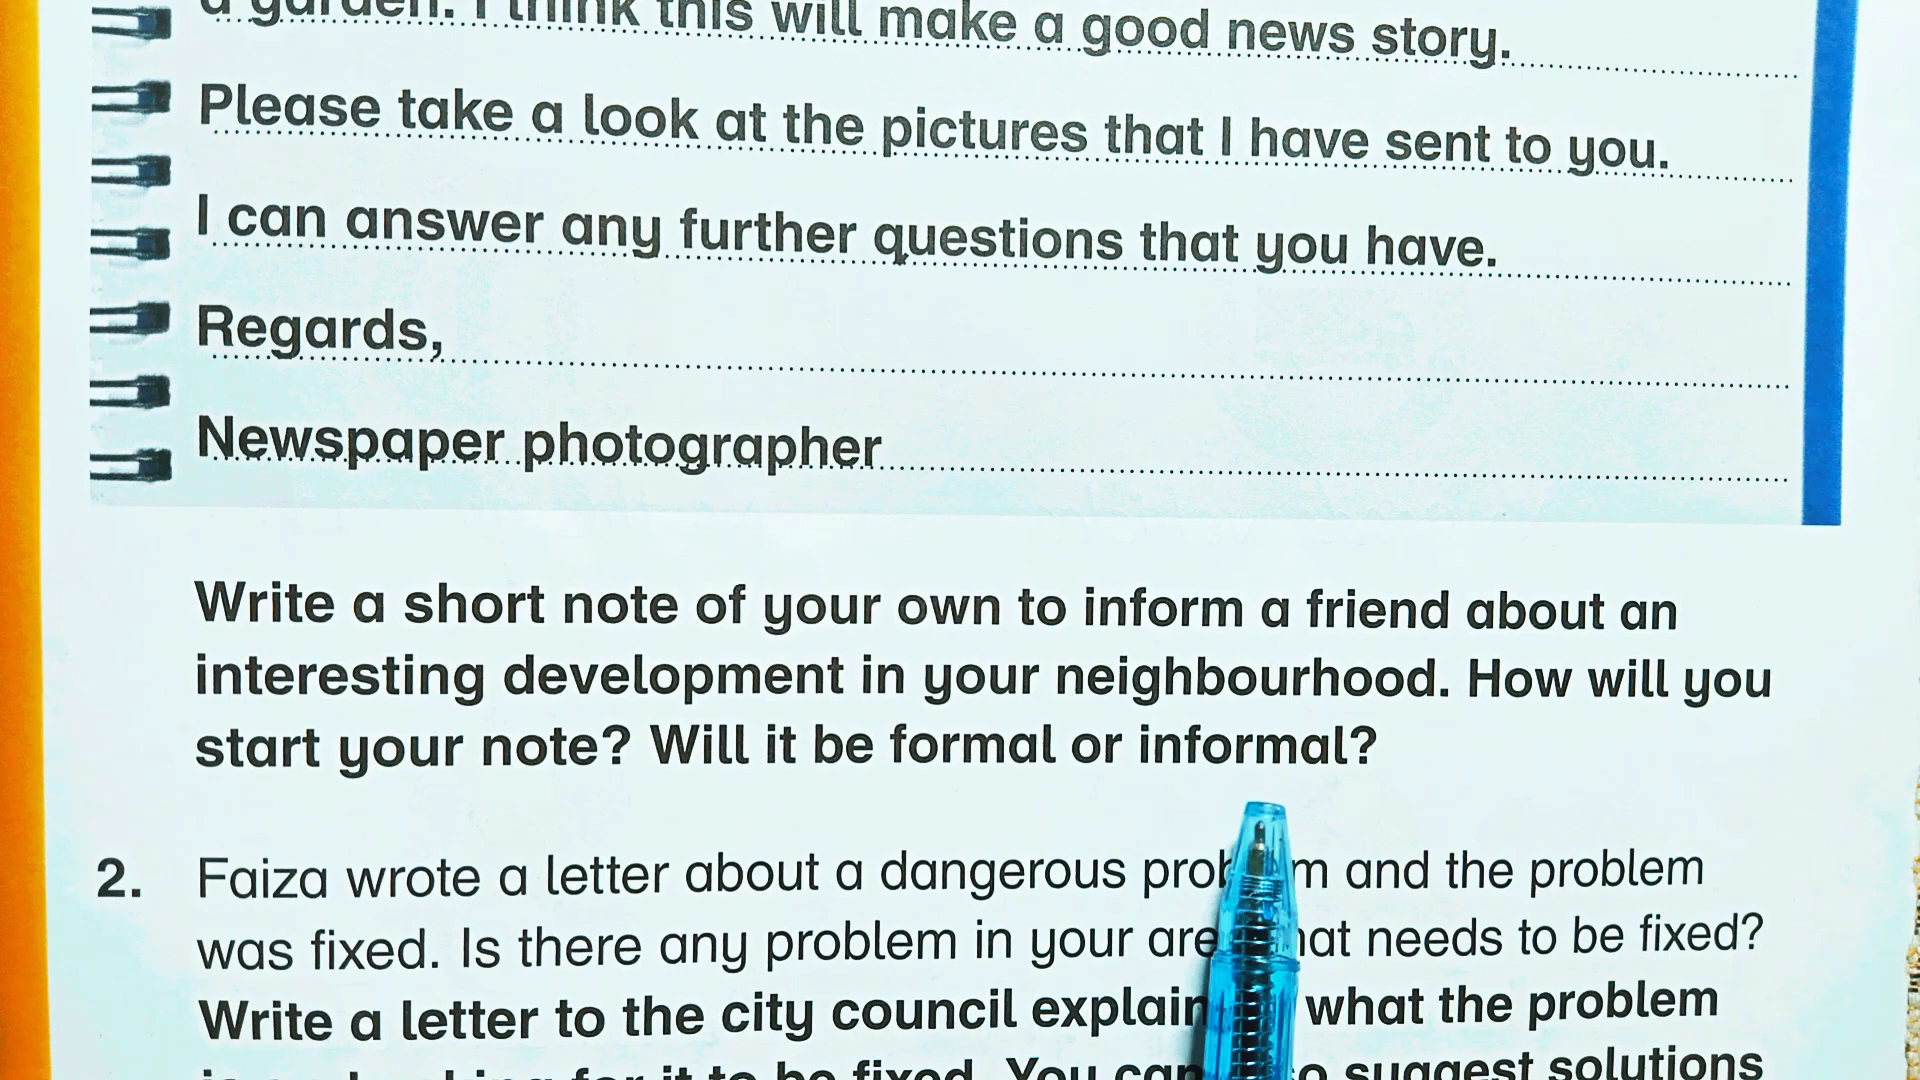 a garden. I think this will make a good news story.
Please take a look at the pictures that I have sent to you.
I can answer any further questions that you have.
Regards,
Newspaper photographer
Write a short note of your own to inform a friend about an
interesting development in your neighbourhood. How will you
start your note? Will it be formal or informal?
2. Faiza wrote a letter about a dangerous problem and the problem
was fixed. Is there any problem in your area that needs to be fixed?
Write a letter to the city council explaining what the problem
for it to be fixed. You can suggest solutions